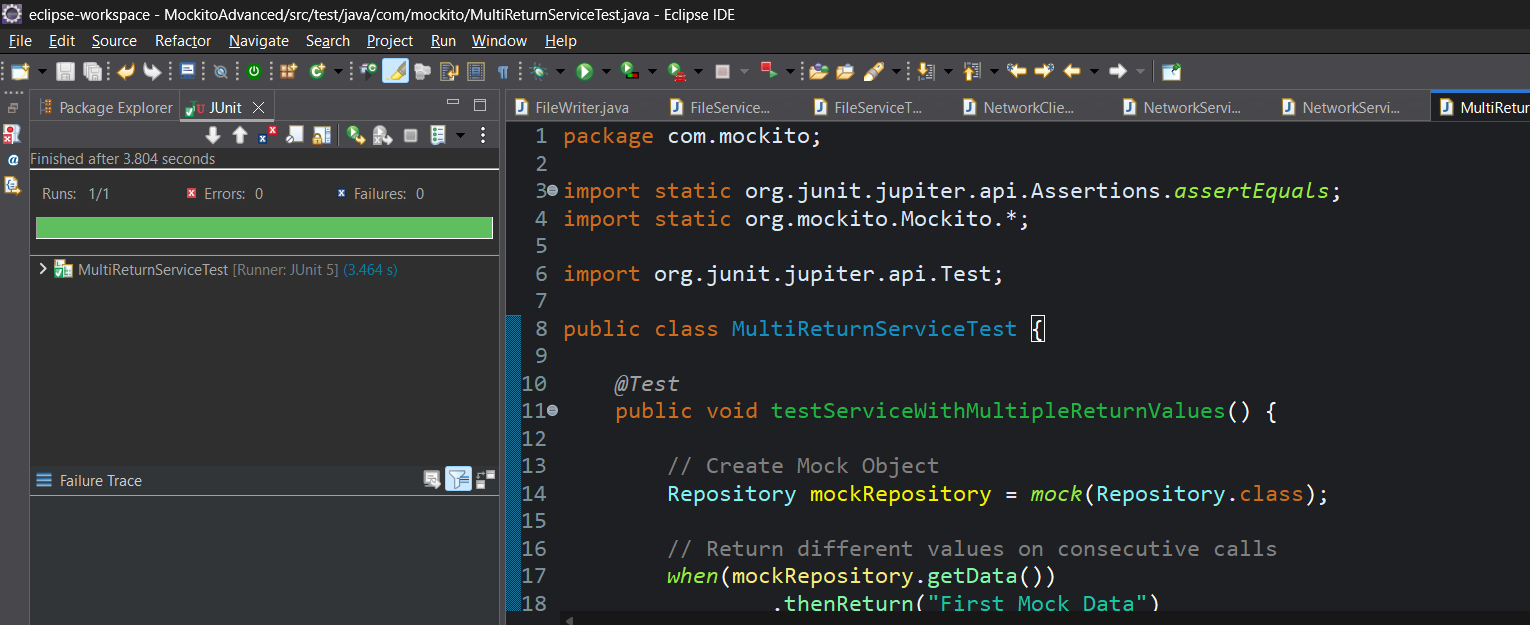 eclipse-workspace - MockitoAdvanced/src/test/java/com/mockito/MultiReturnServiceTest.java - Eclipse IDE
File Edit Source Refactor Navigate Search Project Run Window Help
Package Explorer JUnit
Finished after 3.804 seconds
Runs: 1/1 Errors: 0 Failures: 0
MultiReturnServiceTest [Runner: JUnit 5] (3.464 s)
Failure Trace
FileWriter.java FileService... FileServiceT... NetworkClie... NetworkServi... NetworkServi... MultiRetur
1 package com.mockito;
2
3 import static org.junit.jupiter.api.Assertions.assertEquals;
4 import static org.mockito.Mockito.*;
5
6 import org.junit.jupiter.api.Test;
7
8 public class MultiReturnServiceTest {
9
10 @Test
11 public void testServiceWithMultipleReturnValues() {
12
13 // Create Mock Object
14 Repository mockRepository = mock(Repository.class);
15
16 // Return different values on consecutive calls
17 when(mockRepository.getData())
18 .thenReturn("First Mock Data")